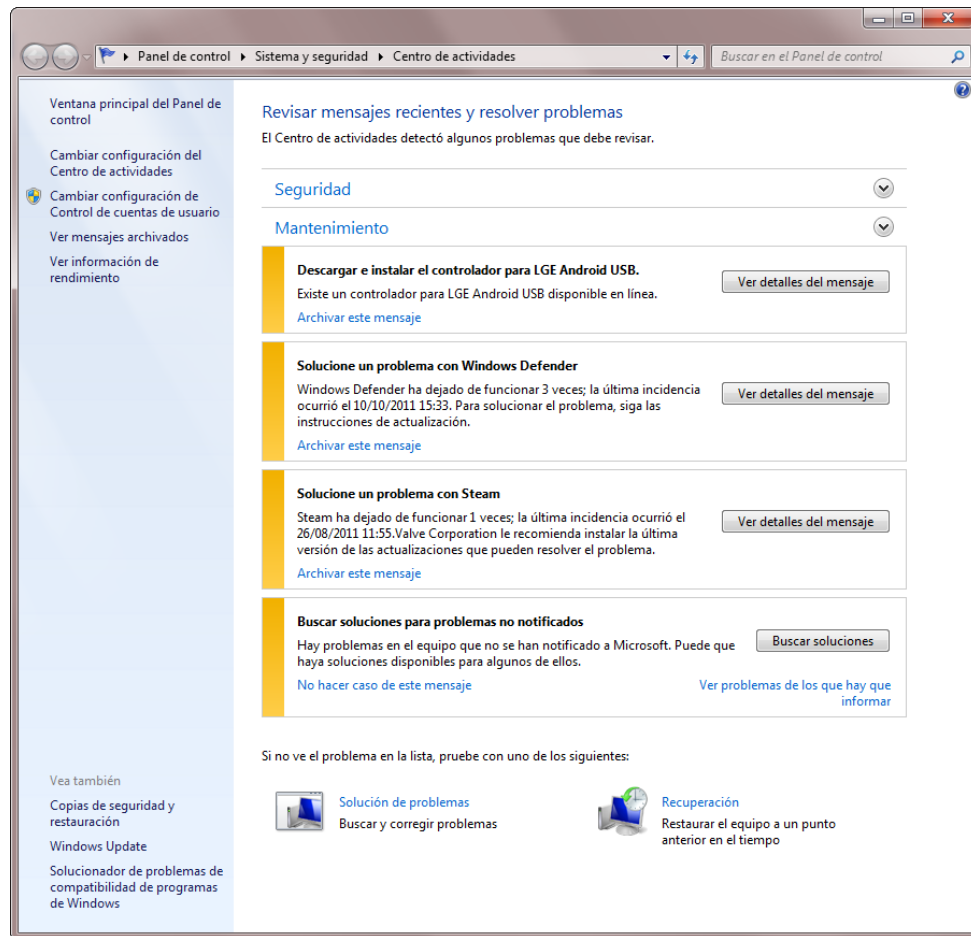 Panel de control ▸ Sistema y seguridad ▸ Centro de actividades
Buscar en el Panel de control
Ventana principal del Panel de
control
Cambiar configuración del
Centro de actividades
Cambiar configuración de
Control de cuentas de usuario
Ver mensajes archivados
Ver información de
rendimiento
Revisar mensajes recientes y resolver problemas
El Centro de actividades detectó algunos problemas que debe revisar.
Seguridad
Mantenimiento
Descargar e instalar el controlador para LGE Android USB.
Existe un controlador para LGE Android USB disponible en línea.
Archivar este mensaje
Ver detalles del mensaje
Solucione un problema con Windows Defender
Windows Defender ha dejado de funcionar 3 veces; la última incidencia
ocurrió el 10/10/2011 15:33. Para solucionar el problema, siga las
instrucciones de actualización.
Archivar este mensaje
Ver detalles del mensaje
Solucione un problema con Steam
Steam ha dejado de funcionar 1 veces; la última incidencia ocurrió el
26/08/2011 11:55.Valve Corporation le recomienda instalar la última
versión de las actualizaciones que pueden resolver el problema.
Archivar este mensaje
Ver detalles del mensaje
Buscar soluciones para problemas no notificados
Hay problemas en el equipo que no se han notificado a Microsoft. Puede que
haya soluciones disponibles para algunos de ellos.
No hacer caso de este mensaje
Buscar soluciones
Ver problemas de los que hay que
informar
Si no ve el problema en la lista, pruebe con uno de los siguientes:
Solución de problemas
Buscar y corregir problemas
Recuperación
Restaurar el equipo a un punto
anterior en el tiempo
Vea también
Copias de seguridad y
restauración
Windows Update
Solucionador de problemas de
compatibilidad de programas
de Windows